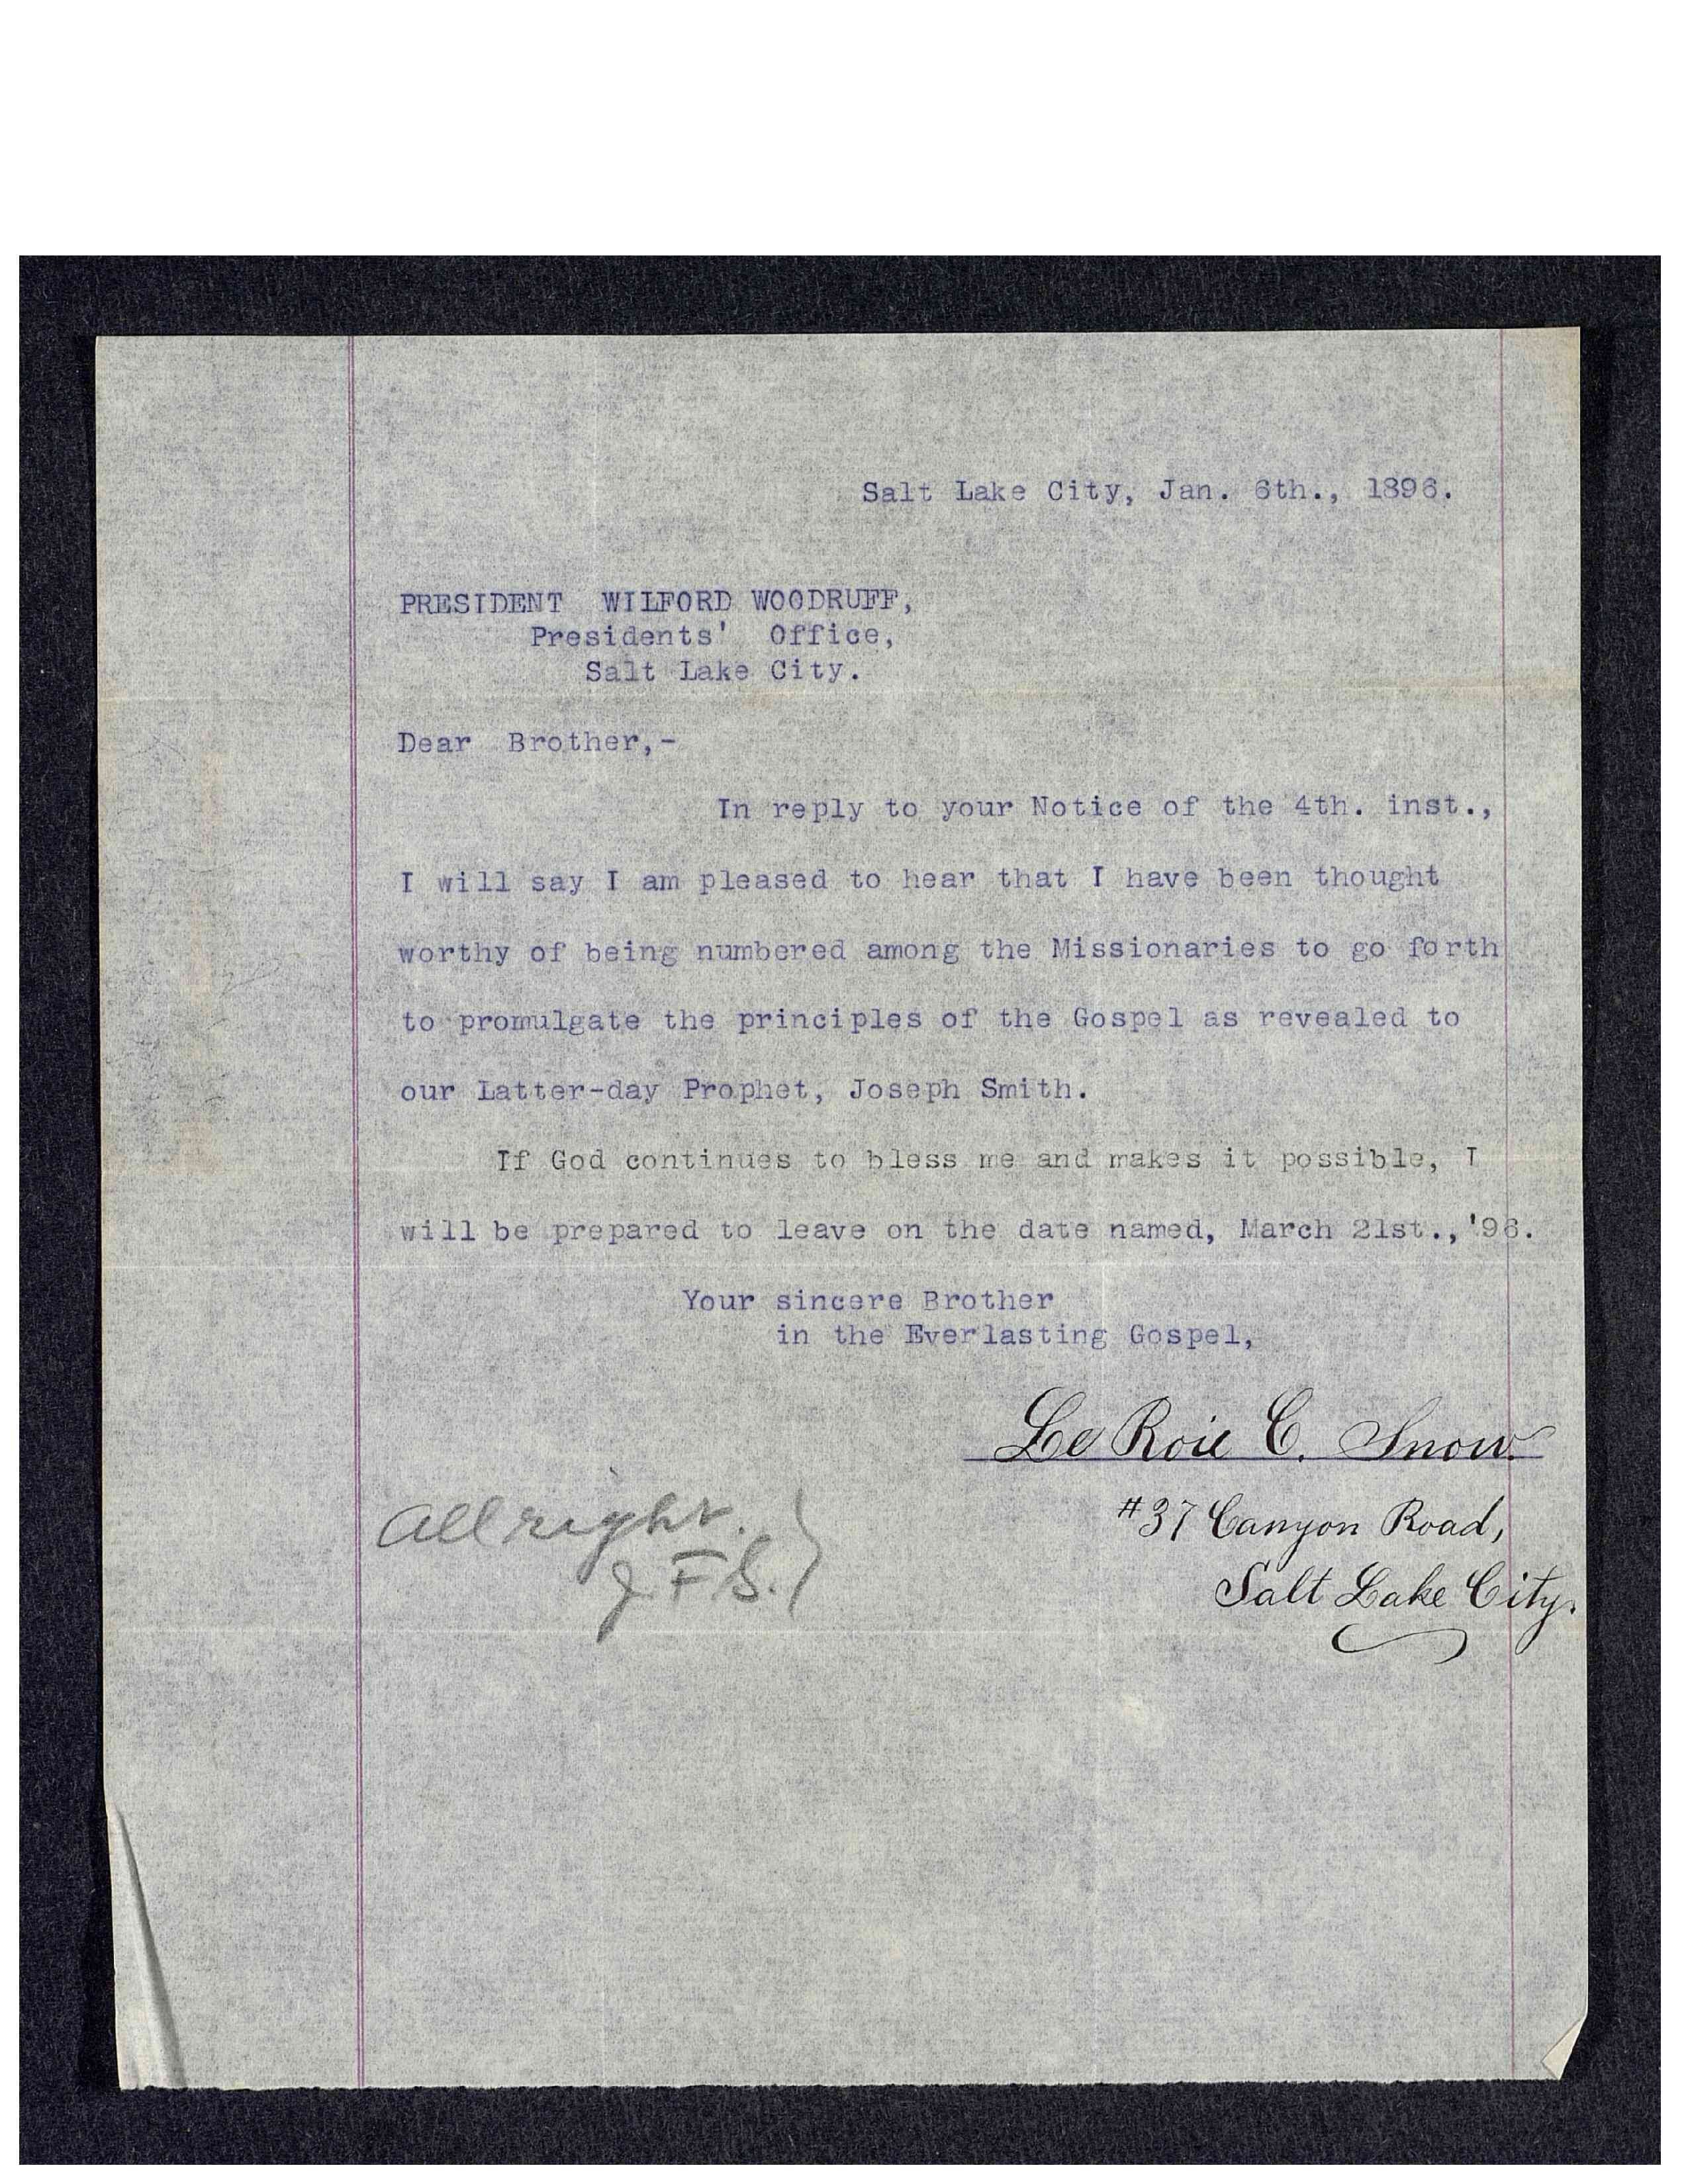 Salt Lake City, Jan. 6th., 1896.
PRESIDENT WILFORD WOODRUFF,
Presidents' Office,
Salt Lake City.
Dear Brother,-
In reply to your Notice of the 4th. inst.,
I will say I am pleased to hear that I have been thought
worthy of being numbered among the Missionaries to go forth
to promulgate the principles of the Gospel as revealed to
our Latter-day Prophet, Joseph Smith.
If God continues to bless me and makes it possible, I
will be prepared to leave on the date named, March 21st., '96.
Your sincere Brother
in the Everlasting Gospel,
Le Roie C. Snow.
#37 Canyon Road,
Salt Lake City.
All right.
J. F. S.